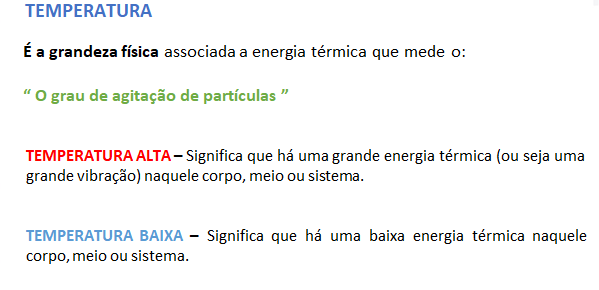 TEMPERATURA
É a grandeza física associada a energia térmica que mede o:
“ O grau de agitação de partículas ”
TEMPERATURA ALTA – Significa que há uma grande energia térmica (ou seja uma
grande vibração) naquele corpo, meio ou sistema.
TEMPERATURA BAIXA – Significa que há uma baixa energia térmica naquele
corpo, meio ou sistema.